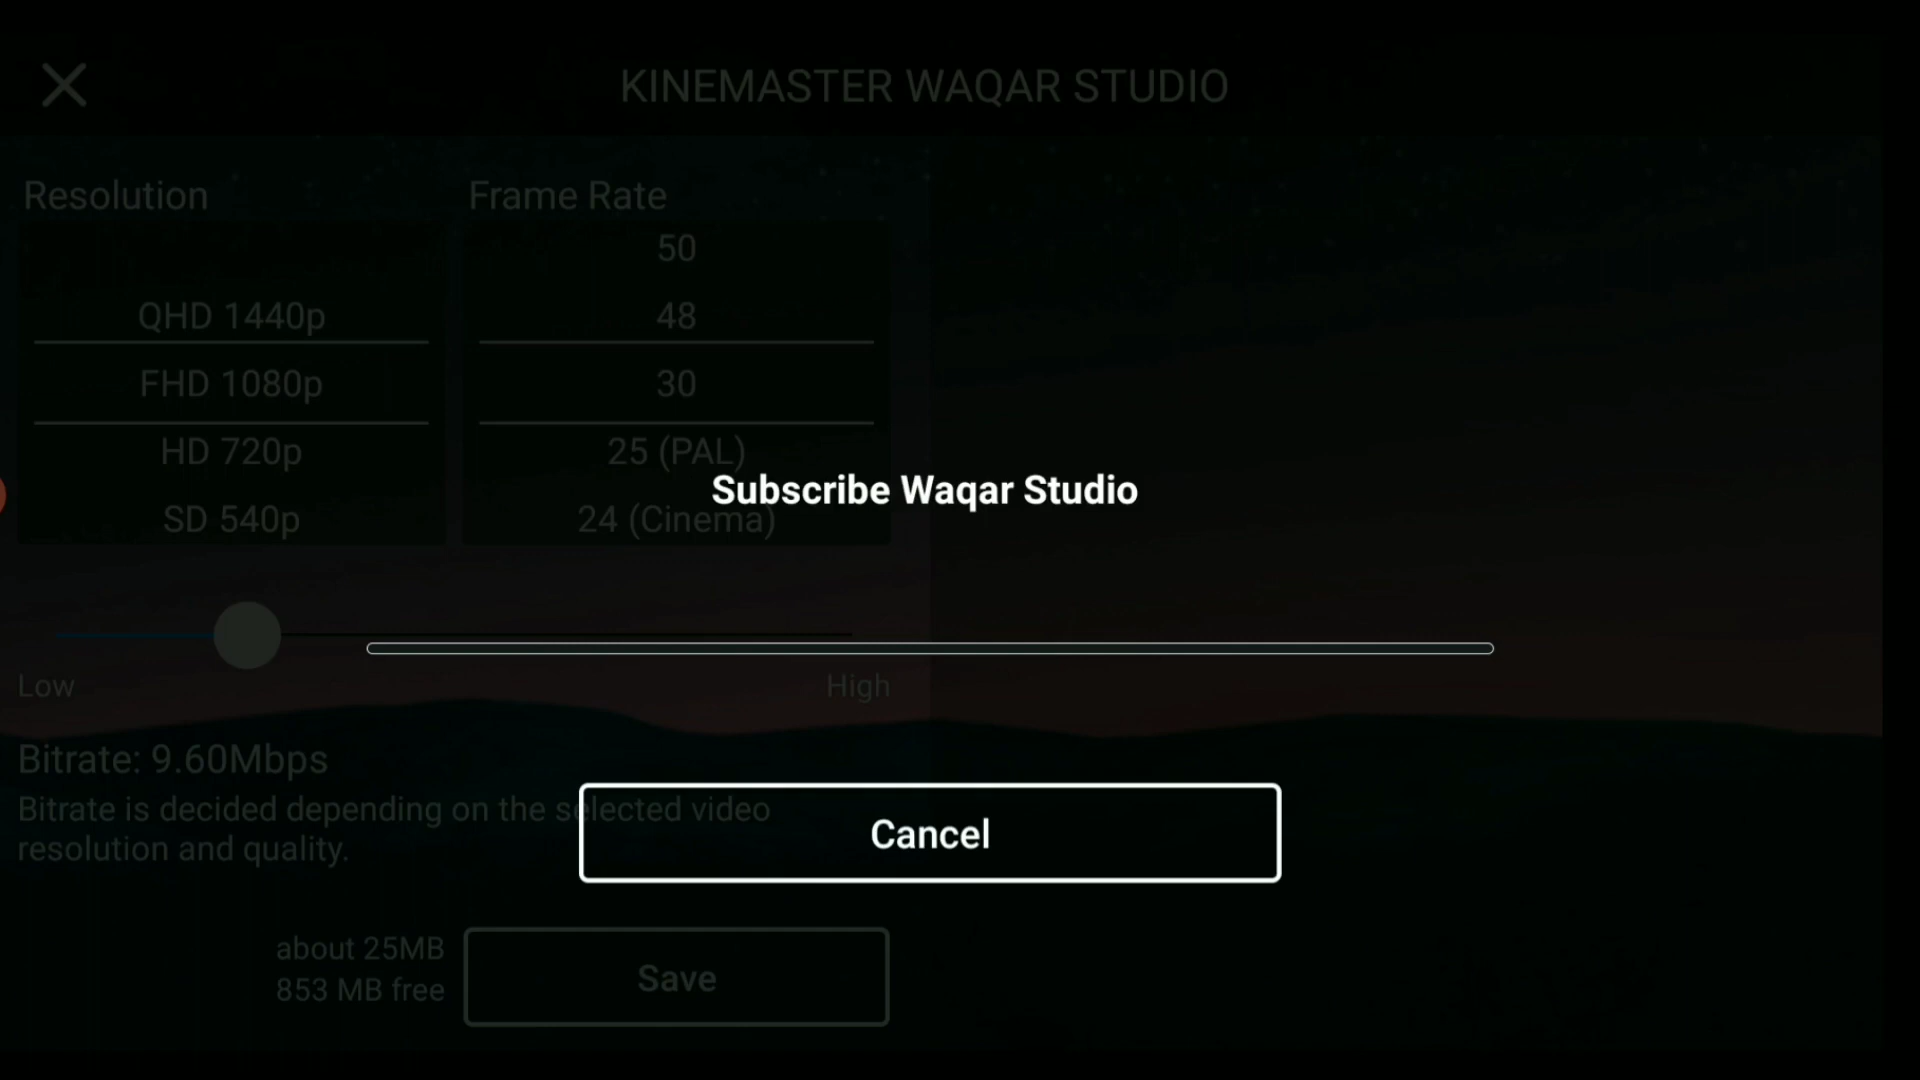 KINEMASTER WAQAR STUDIO
Resolution
Frame Rate
50
QHD 1440p
48
FHD 1080p
30
HD 720p
25 (PAL)
Subscribe Waqar Studio
SD 540p
24 (Cinema)
Low
High
Bitrate: 9.60Mbps
Bitrate is decided depending on the selected video
resolution and quality.
Cancel
about 25MB
853 MB free
Save